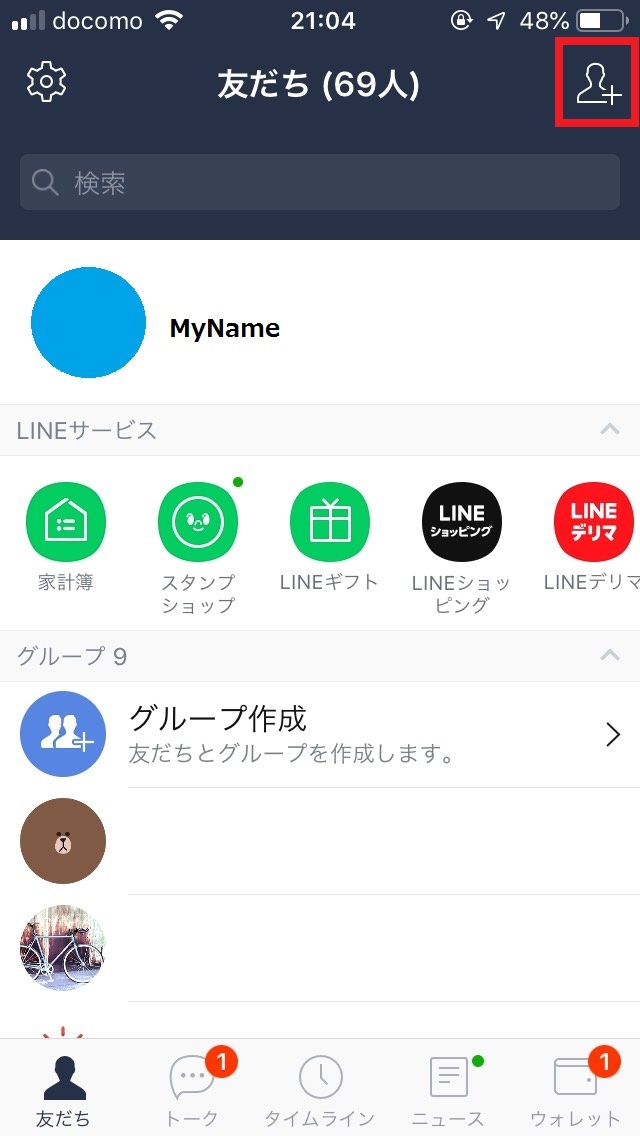 docomo 21:04 48%
友だち (69人)
検索
MyName
LINEサービス
LINE
ショッピング
LINE
デリマ
家計簿
スタンプ
ショップ
LINEギフト
LINEショッ
ピング
LINEデリマ
グループ 9
グループ作成
友だちとグループを作成します。
1
1
友だち
トーク
タイムライン
ニュース
ウォレット